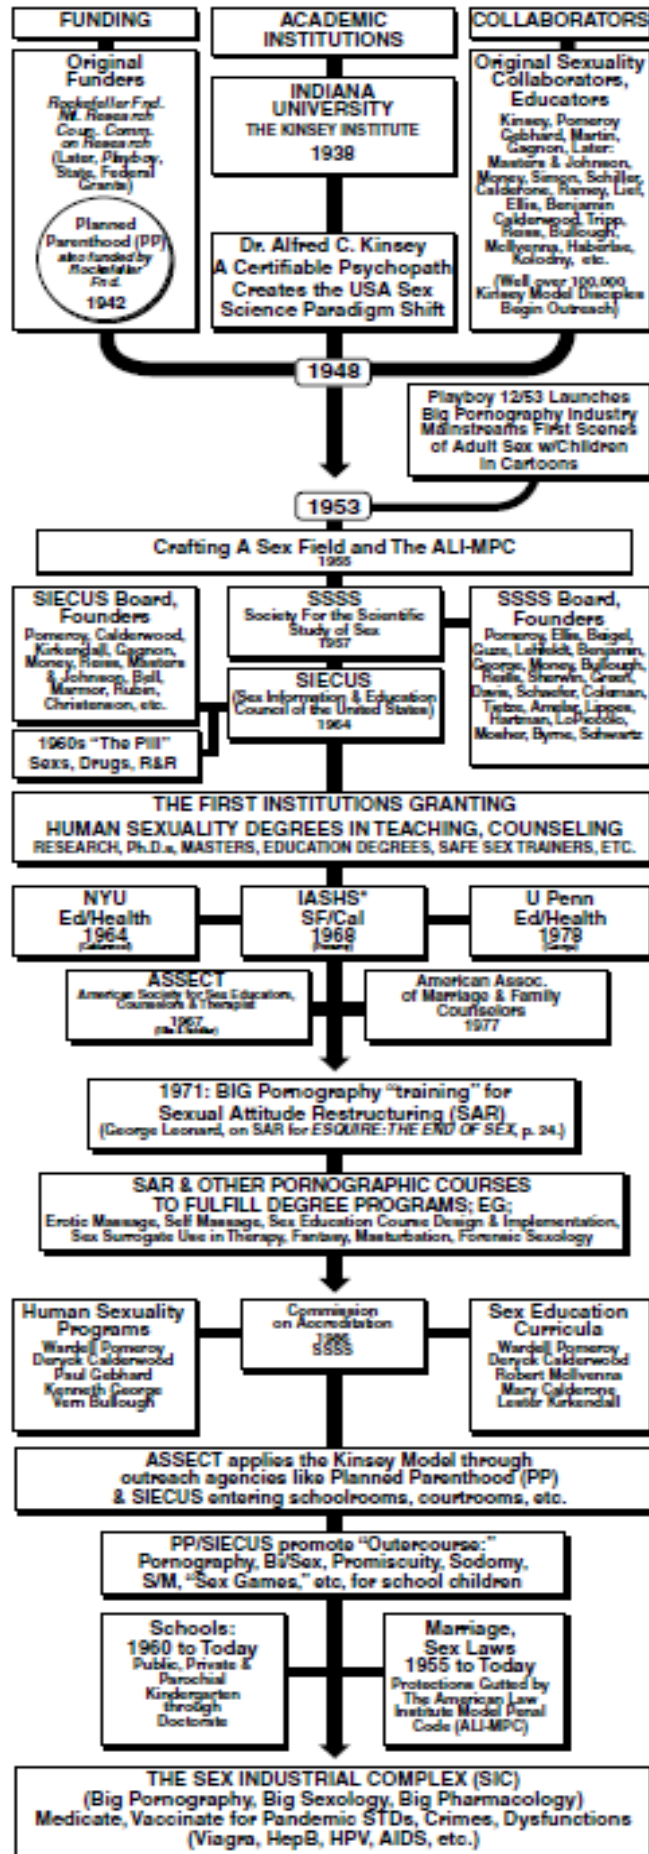 FUNDING
Original
Funders
Rockefeller Fnd.
Ntl. Research
Coun. Comm.
on Research
(Later, Playboy,
State, Federal
Grants)
Planned
Parenthood (PP)
also funded by
Rockefeller
Fnd.
1942
ACADEMIC
INSTITUTIONS
INDIANA
UNIVERSITY
THE KINSEY INSTITUTE
1938
Dr. Alfred C. Kinsey
A Certifiable Psychopath
Creates the USA Sex
Science Paradigm Shift
COLLABORATORS
Original Sexuality
Collaborators,
Educators
Kinsey, Pomeroy
Gebhard, Martin,
Gagnon, Later:
Masters & Johnson,
Money, Simon, Schiller,
Calderone, Ramey, Lief,
Ellis, Benjamin
Calderwood, Tripp,
Reiss, Bullough,
McIlvenna, Haberlae,
Kolodny, etc.
(Well over 100,000
Kinsey Model Disciples
Begin Outreach)
1948
Playboy 12/53 Launches
Big Pornography Industry
Mainstreams First Scenes
of Adult Sex w/Children
in Cartoons
1953
Crafting A Sex Field and The ALI-MPC
1955
SIECUS Board,
Founders
Pomeroy, Calderwood,
Kirkendall, Gagnon,
Money, Reiss, Masters
& Johnson, Bell,
Marmor, Rubin,
Christenson, etc.
1960s "The Pill"
Sexs, Drugs, R&R
SSSS
Society For the Scientific
Study of Sex
1957
SIECUS
(Sex Information & Education
Council of the United States)
1964
SSSS Board,
Founders
Pomeroy, Ellis, Beigel,
Guze, Lehfeldt, Benjamin,
George, Money, Bullough,
Sherwin, Green,
Davis, Schaefer, Coleman,
Tietze, Amelar, Lippes,
Hartman, LoPiccolo,
Mosher, Byrne, Schwartz
THE FIRST INSTITUTIONS GRANTING
HUMAN SEXUALITY DEGREES IN TEACHING, COUNSELING
RESEARCH, Ph.D.s, MASTERS, EDUCATION DEGREES, SAFE SEX TRAINERS, ETC.
NYU
Ed/Health
1964
IASHS*
SF/Cal
1968
U Penn
Ed/Health
1978
ASSECT
American Society for Sex Educators,
Counselors & Therapist
1967
American Assoc.
of Marriage & Family
Counselors
1977
1971: BIG Pornography "training" for
Sexual Attitude Restructuring (SAR)
(George Leonard, on SAR for ESQUIRE: THE END OF SEX, p. 24.)
SAR & OTHER PORNOGRAPHIC COURSES
TO FULFILL DEGREE PROGRAMS; EG;
Erotic Massage, Self Massage, Sex Education Course Design & Implementation,
Sex Surrogate Use in Therapy, Fantasy, Masturbation, Forensic Sexology
Human Sexuality
Programs
Wardell Pomeroy
Deryck Calderwood
Paul Gebhard
Kenneth George
Vern Bullough
Commission
on Accreditation
1986
SSSS
Sex Education
Curricula
Wardell Pomeroy
Deryck Calderwood
Robert McIlvenna
Mary Calderone
Lester Kirkendall
ASSECT applies the Kinsey Model through
outreach agencies like Planned Parenthood (PP)
& SIECUS entering schoolrooms, courtrooms, etc.
PP/SIECUS promote "Outercourse:"
Pornography, Bi/Sex, Promiscuity, Sodomy,
S/M, "Sex Games," etc, for school children
Schools:
1960 to Today
Public, Private &
Parochial
Kindergarten
through
Doctorate
Marriage,
Sex Laws
1955 to Today
Protections Gutted by
The American Law
Institute Model Penal
Code (ALI-MPC)
THE SEX INDUSTRIAL COMPLEX (SIC)
(Big Pornography, Big Sexology, Big Pharmacology)
Medicate, Vaccinate for Pandemic STDs, Crimes, Dysfunctions
(Viagra, HepB, HPV, AIDS, etc.)